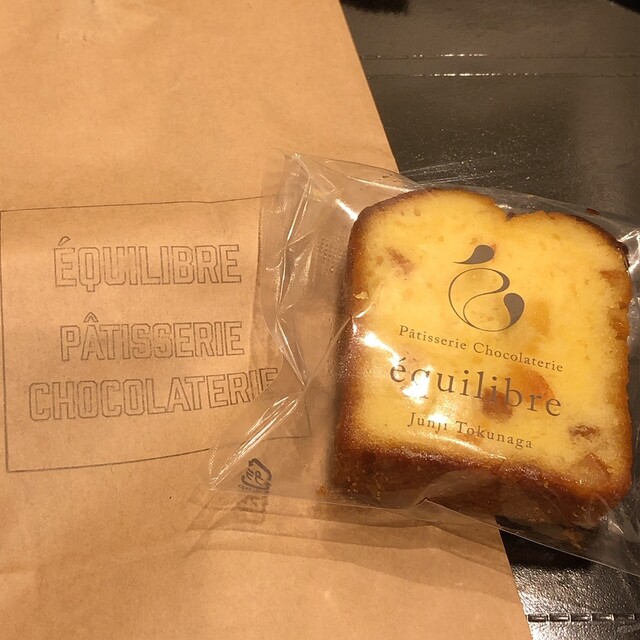 ÉQUILIBRE
PÂTISSERIE
CHOCOLATERIE
Pâtisserie Chocolaterie
équilibre
Junji Tokunaga